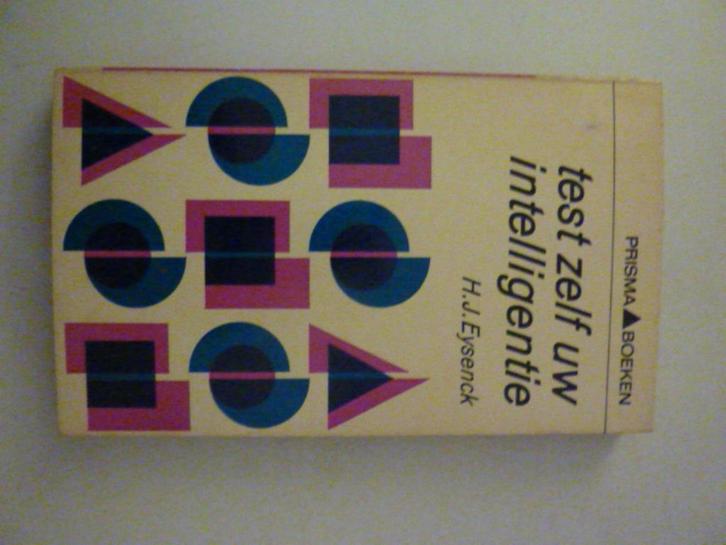 PRISMA BOEKEN
test zelf uw
intelligentie
H.J.Eysenck